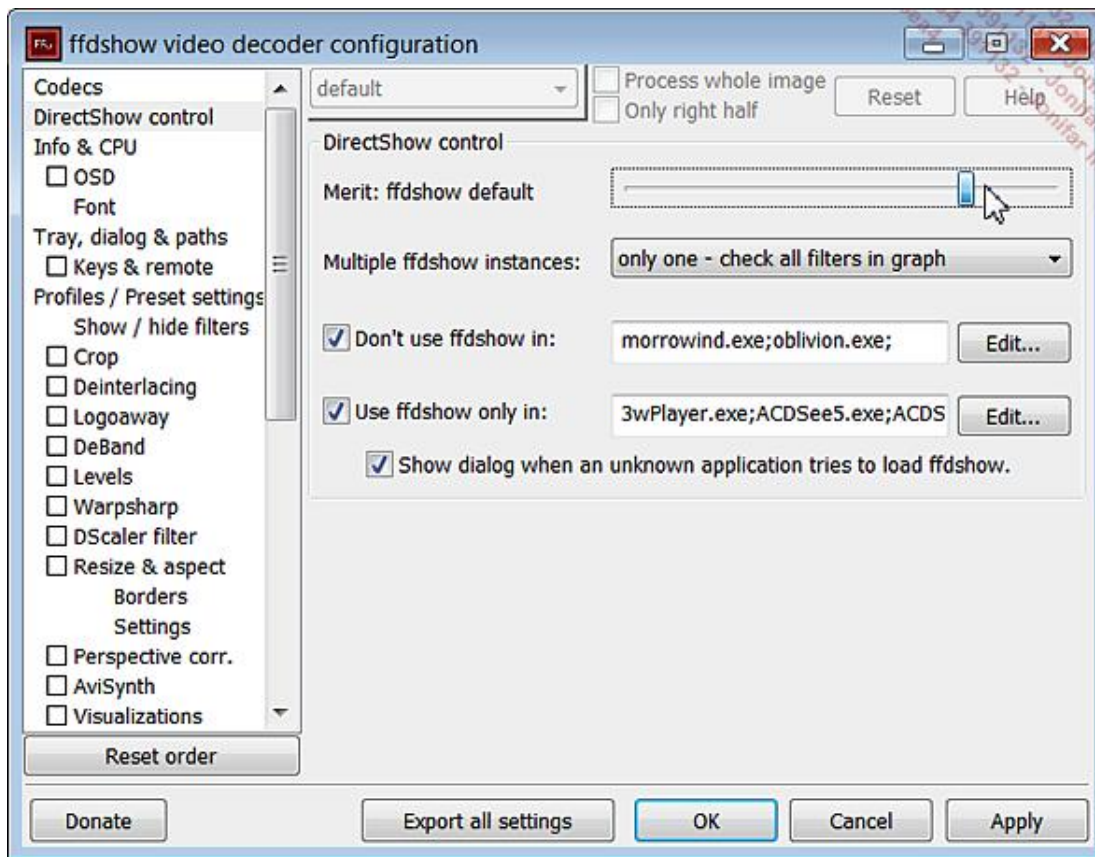 ffdshow video decoder configuration
Codecs
DirectShow control
Info & CPU
OSD
Font
Tray, dialog & paths
Keys & remote
Profiles / Preset settings
Show / hide filters
Crop
Deinterlacing
Logoaway
DeBand
Levels
Warpsharp
DScaler filter
Resize & aspect
Borders
Settings
Perspective corr.
AviSynth
Visualizations
Reset order
default
Process whole image
Only right half
Reset
Help
DirectShow control
Merit: ffdshow default
Multiple ffdshow instances:
only one - check all filters in graph
Don't use ffdshow in:
morrowind.exe;oblivion.exe;
Edit...
Use ffdshow only in:
3wPlayer.exe;ACDSee5.exe;ACDS
Edit...
Show dialog when an unknown application tries to load ffdshow.
Donate
Export all settings
OK
Cancel
Apply